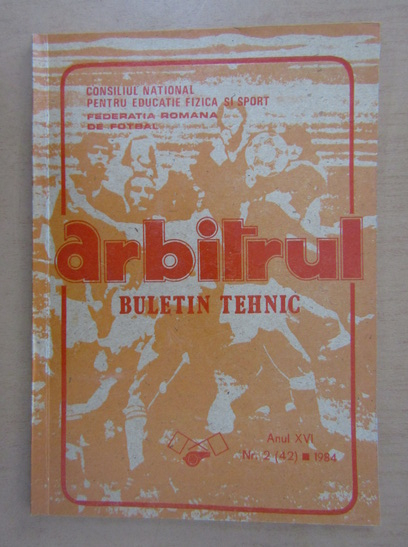 CONSILIUL NATIONAL
PENTRU EDUCATIE FIZICA SI SPORT
FEDERATIA ROMANA
DE FOTBAL
arbitrul
BULETIN TEHNIC
Anul XVI
Nr. 2 (42) ■ 1984